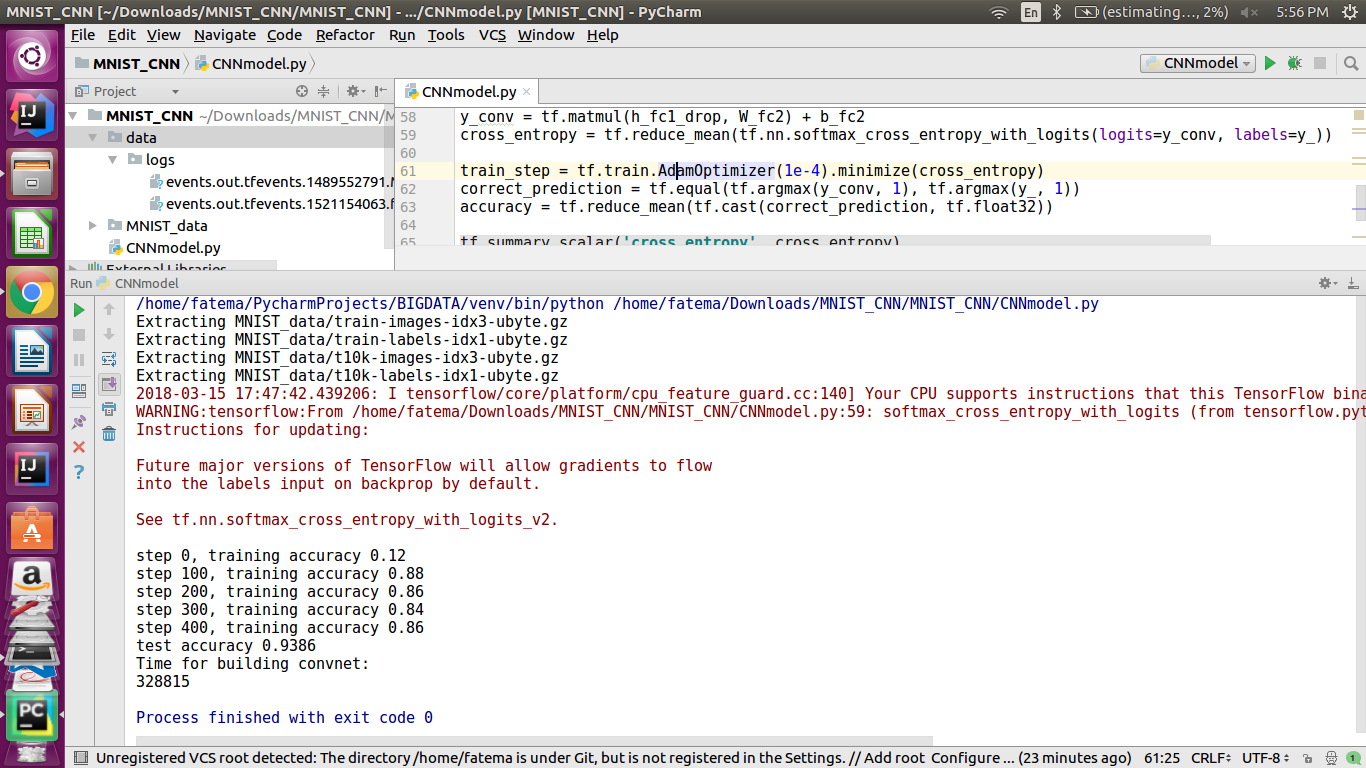 MNIST_CNN [~/Downloads/MNIST_CNN/MNIST_CNN] - .../CNNmodel.py [MNIST_CNN] - PyCharm
En
(estimating..., 2%)
5:56 PM
File Edit View Navigate Code Refactor Run Tools VCS Window Help
MNIST_CNN CNNmodel.py
CNNmodel
Project
CNNmodel.py
MNIST_CNN ~/Downloads/MNIST_CNN/M
data
logs
events.out.tfevents.1489552791.M
events.out.tfevents.1521154063.f
MNIST_data
CNNmodel.py
External Libraries
58 y_conv = tf.matmul(h_fc1_drop, W_fc2) + b_fc2
59 cross_entropy = tf.reduce_mean(tf.nn.softmax_cross_entropy_with_logits(logits=y_conv, labels=y_))
60
61 train_step = tf.train.AdamOptimizer(1e-4).minimize(cross_entropy)
62 correct_prediction = tf.equal(tf.argmax(y_conv, 1), tf.argmax(y_, 1))
63 accuracy = tf.reduce_mean(tf.cast(correct_prediction, tf.float32))
64
65 tf.summary.scalar('cross_entropy', cross_entropy)
Run CNNmodel
/home/fatema/PycharmProjects/BIGDATA/venv/bin/python /home/fatema/Downloads/MNIST_CNN/MNIST_CNN/CNNmodel.py
Extracting MNIST_data/train-images-idx3-ubyte.gz
Extracting MNIST_data/train-labels-idx1-ubyte.gz
Extracting MNIST_data/t10k-images-idx3-ubyte.gz
Extracting MNIST_data/t10k-labels-idx1-ubyte.gz
2018-03-15 17:47:42.439206: I tensorflow/core/platform/cpu_feature_guard.cc:140] Your CPU supports instructions that this TensorFlow bina
WARNING:tensorflow:From /home/fatema/Downloads/MNIST_CNN/MNIST_CNN/CNNmodel.py:59: softmax_cross_entropy_with_logits (from tensorflow.pyt
Instructions for updating:
Future major versions of TensorFlow will allow gradients to flow
into the labels input on backprop by default.
See tf.nn.softmax_cross_entropy_with_logits_v2.
step 0, training accuracy 0.12
step 100, training accuracy 0.88
step 200, training accuracy 0.86
step 300, training accuracy 0.84
step 400, training accuracy 0.86
test accuracy 0.9386
Time for building convnet:
328815
Process finished with exit code 0
Unregistered VCS root detected: The directory /home/fatema is under Git, but is not registered in the Settings. // Add root Configure ... (23 minutes ago) 61:25 CRLF UTF-8 1